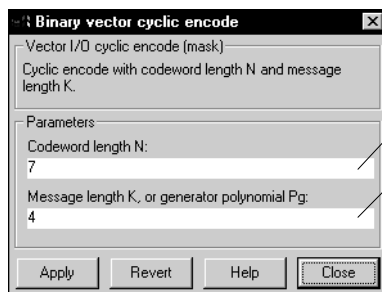 Binary vector cyclic encode
Vector I/O cyclic encode (mask)
Cyclic encode with codeword length N and message
length K.
Parameters
Codeword length N:
7
Message length K, or generator polynomial Pg:
4
Apply Revert Help Close